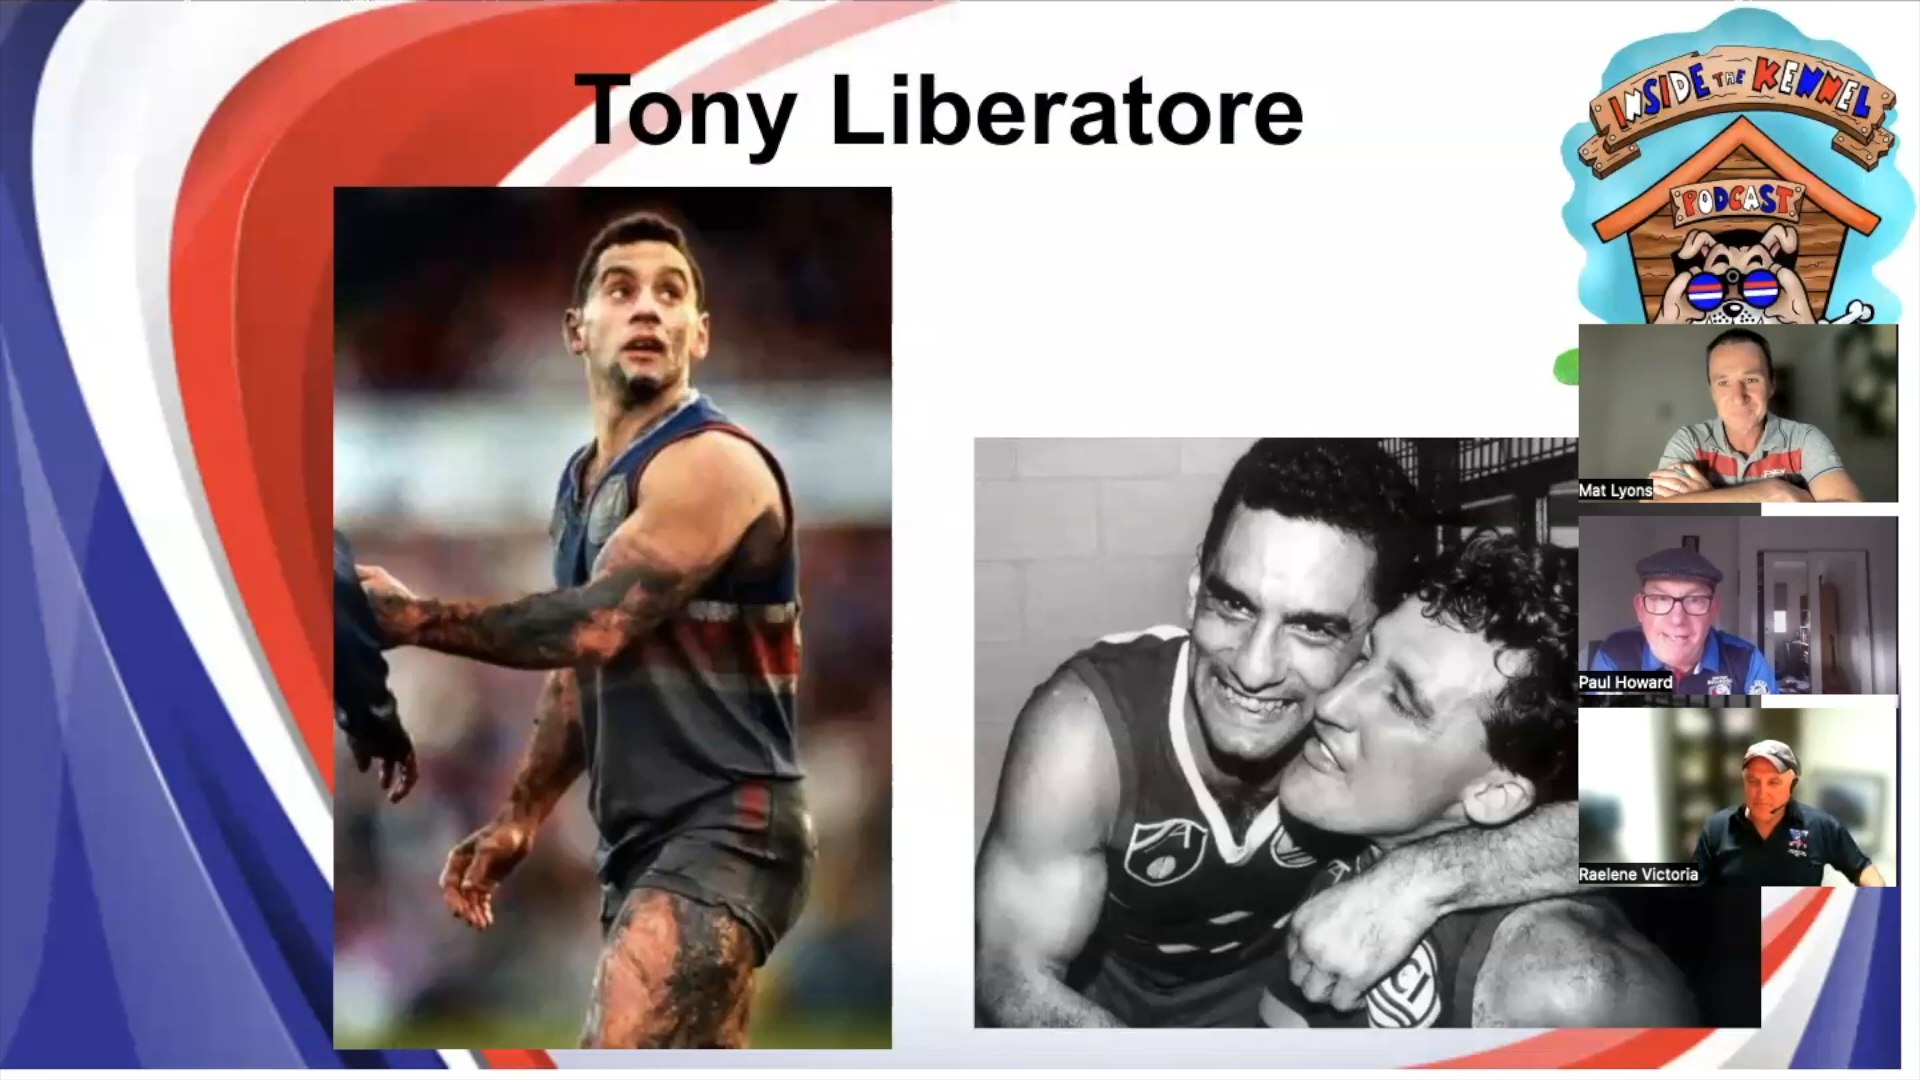 Tony Liberatore
INSIDE THE KENNEL
PODCAST
Mat Lyons
Paul Howard
Raelene Victoria